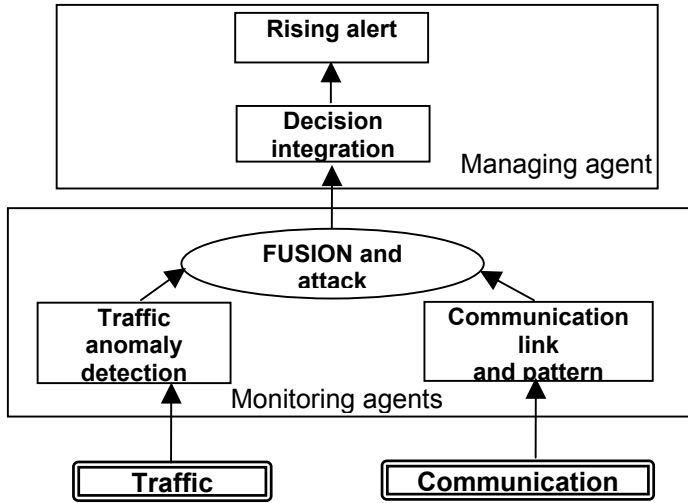 Rising alert
Decision
integration
Managing agent
FUSION and
attack
Traffic
anomaly
detection
Communication
link
and pattern
Monitoring agents
Traffic
Communication